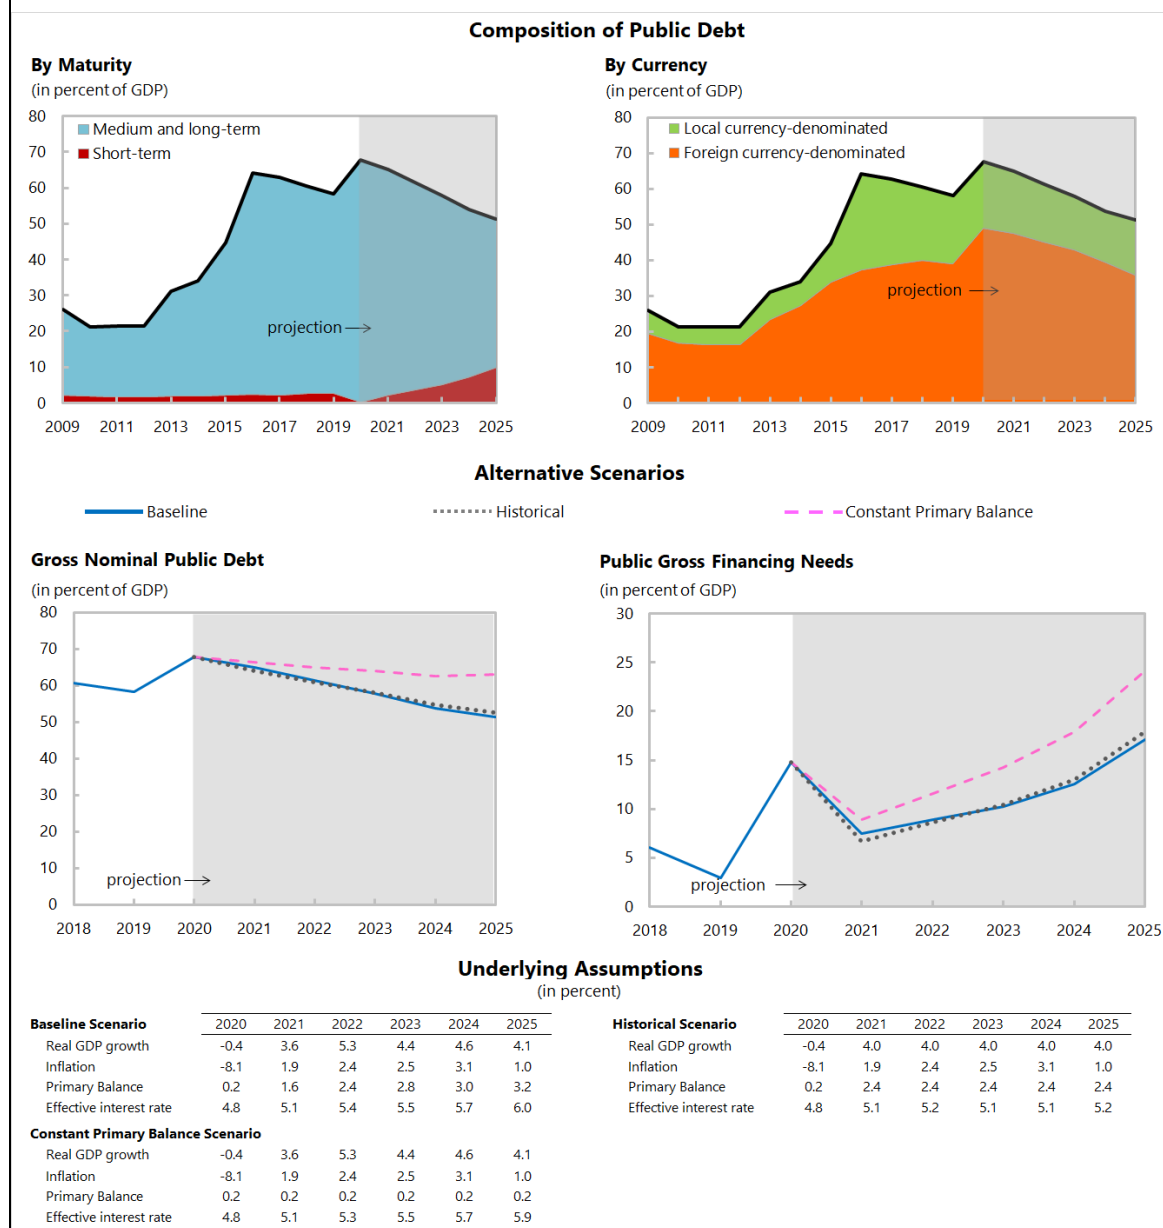 Composition of Public Debt
By Maturity
(in percent of GDP)
80
70
60
50
40
30
20
10
0
Medium and long-term
Short-term
projection
2009 2011 2013 2015 2017 2019 2021 2023 2025
By Currency
(in percent of GDP)
80
70
60
50
40
30
20
10
0
Local currency-denominated
Foreign currency-denominated
projection
2009 2011 2013 2015 2017 2019 2021 2023 2025
Alternative Scenarios
Baseline Historical Constant Primary Balance
Gross Nominal Public Debt
(in percent of GDP)
80
70
60
50
40
30
20
10
0
projection
2018 2019 2020 2021 2022 2023 2024 2025
Public Gross Financing Needs
(in percent of GDP)
30
25
20
15
10
5
0
projection
2018 2019 2020 2021 2022 2023 2024 2025
Underlying Assumptions
(in percent)
Baseline Scenario 2020 2021 2022 2023 2024 2025
Real GDP growth -0.4 3.6 5.3 4.4 4.6 4.1
Inflation -8.1 1.9 2.4 2.5 3.1 1.0
Primary Balance 0.2 1.6 2.4 2.8 3.0 3.2
Effective interest rate 4.8 5.1 5.4 5.5 5.7 6.0
Constant Primary Balance Scenario
Real GDP growth -0.4 3.6 5.3 4.4 4.6 4.1
Inflation -8.1 1.9 2.4 2.5 3.1 1.0
Primary Balance 0.2 0.2 0.2 0.2 0.2 0.2
Effective interest rate 4.8 5.1 5.3 5.5 5.7 5.9
Historical Scenario 2020 2021 2022 2023 2024 2025
Real GDP growth -0.4 4.0 4.0 4.0 4.0 4.0
Inflation -8.1 1.9 2.4 2.5 3.1 1.0
Primary Balance 0.2 2.4 2.4 2.4 2.4 2.4
Effective interest rate 4.8 5.1 5.2 5.1 5.1 5.2